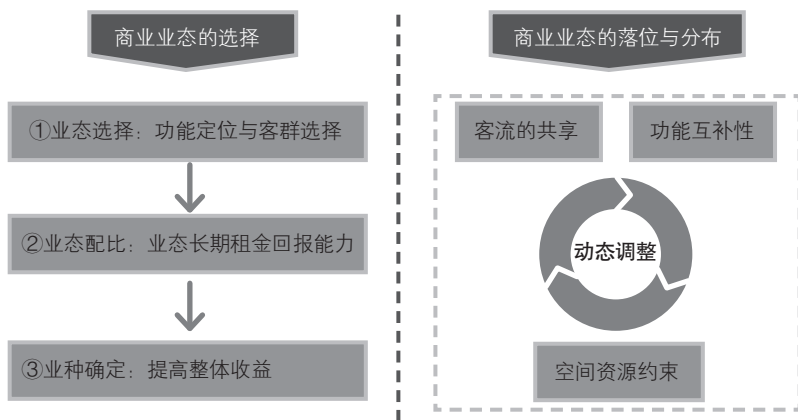 商业业态的选择
①业态选择：功能定位与客群选择
②业态配比：业态长期租金回报能力
③业种确定：提高整体收益
商业业态的落位与分布
客流的共享
功能互补性
动态调整
空间资源约束